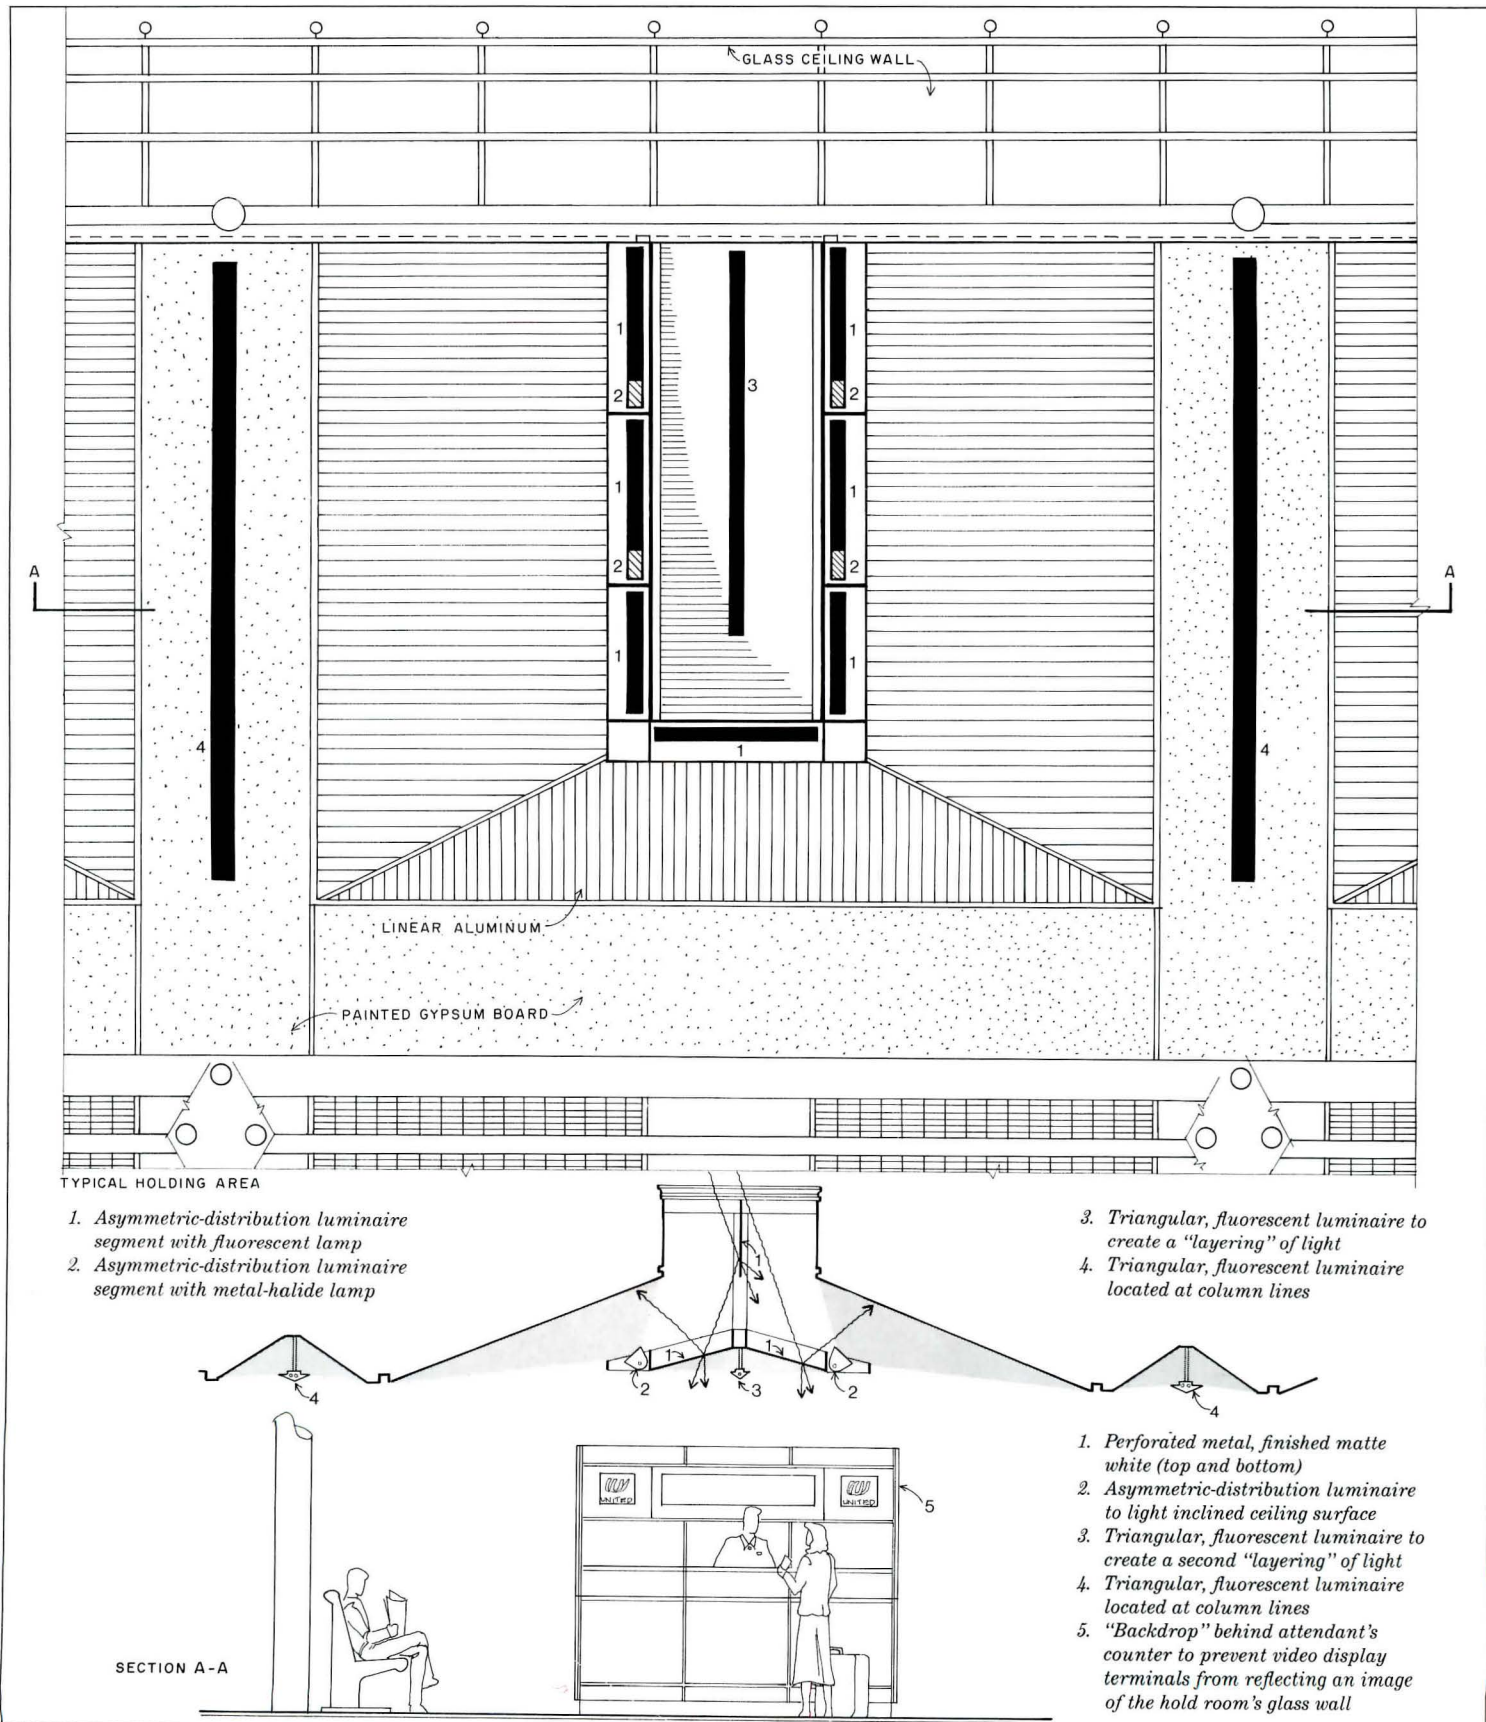 GLASS CEILING WALL
1
1
2
3
2
1
1
2
2
A
A
1
1
4
1
4
LINEAR ALUMINUM
PAINTED GYPSUM BOARD
TYPICAL HOLDING AREA
1. Asymmetric-distribution luminaire
segment with fluorescent lamp
2. Asymmetric-distribution luminaire
segment with metal-halide lamp
3. Triangular, fluorescent luminaire to
create a “layering” of light
4. Triangular, fluorescent luminaire
located at column lines
1
1
1
4
2
3
2
4
UNITED
UNITED
5
SECTION A-A
1. Perforated metal, finished matte
white (top and bottom)
2. Asymmetric-distribution luminaire
to light inclined ceiling surface
3. Triangular, fluorescent luminaire to
create a second “layering” of light
4. Triangular, fluorescent luminaire
located at column lines
5. “Backdrop” behind attendant’s
counter to prevent video display
terminals from reflecting an image
of the hold room’s glass wall